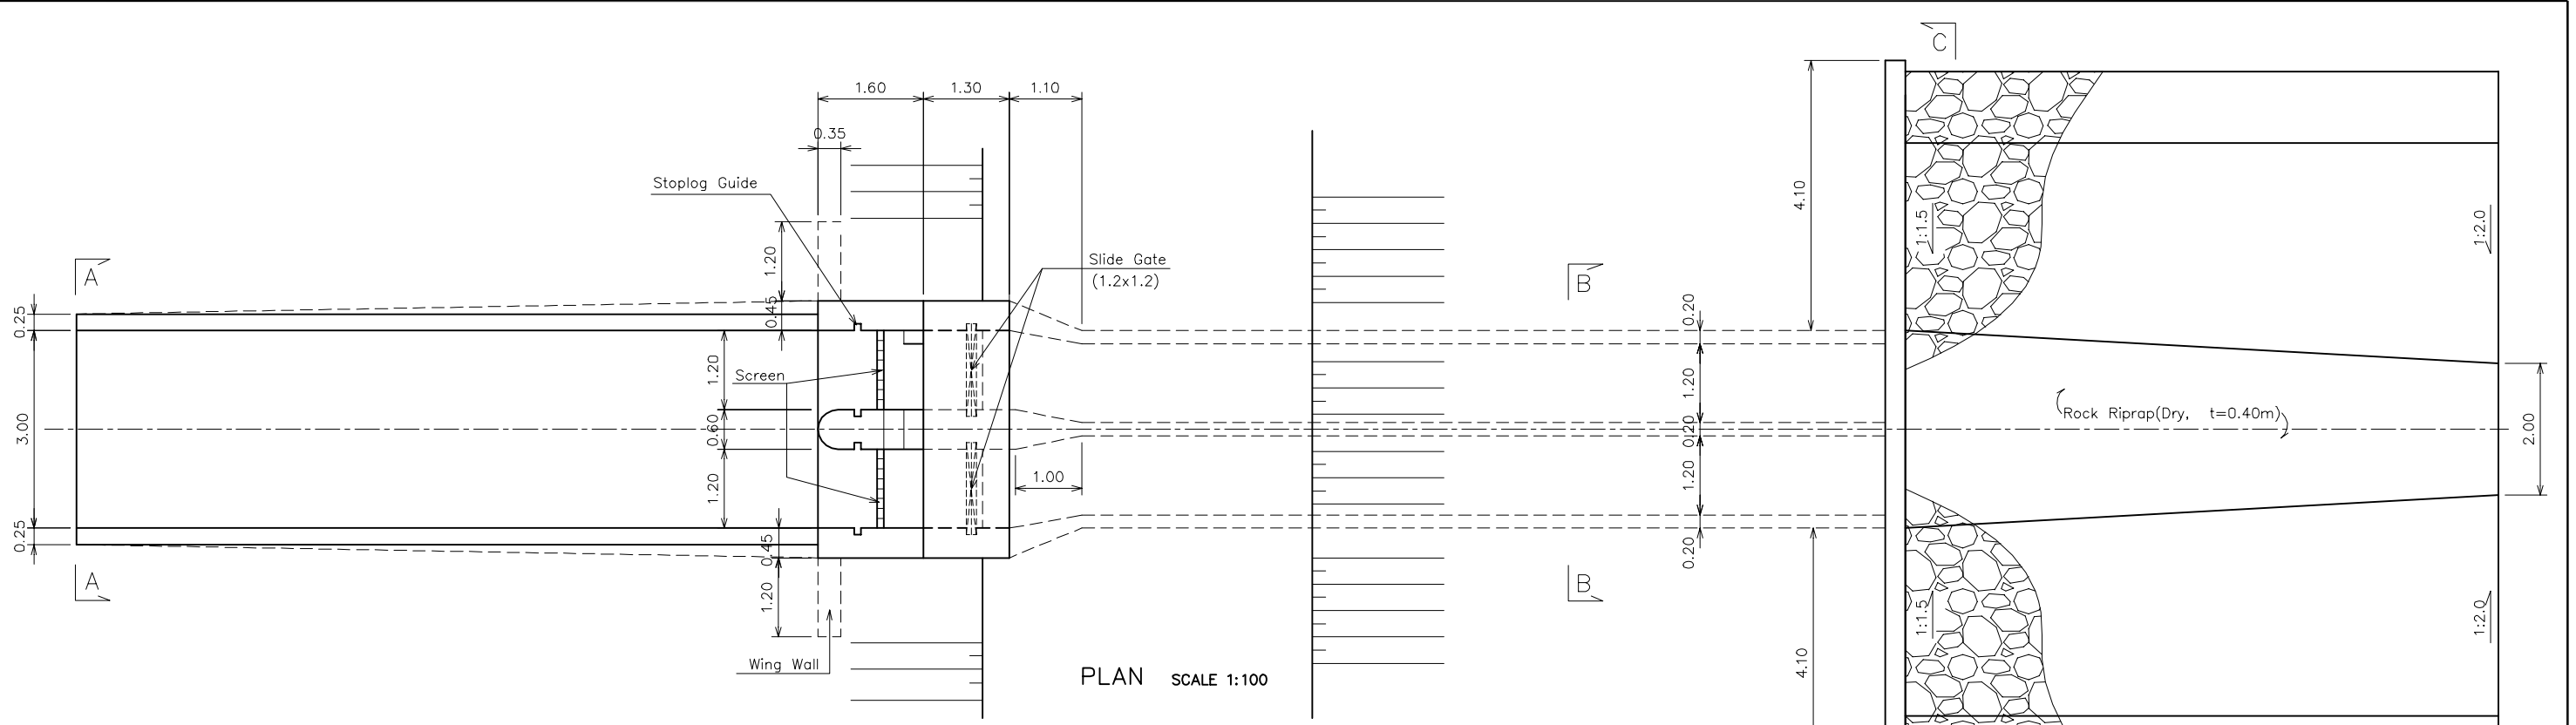 C
1.60
1.30
1.10
0.35
Stoplog Guide
4.10
1:1.5
1:2.0
1.20
Slide Gate
(1.2x1.2)
A
B
0.45
0.25
0.20
1.20
Screen
1.20
3.00
0.60
0.20
Rock Riprap(Dry, t=0.40m)
2.00
1.20
1.00
1.20
0.25
0.45
0.20
A
B
1.20
1:1.5
1:2.0
Wing Wall
4.10
PLAN SCALE 1:100